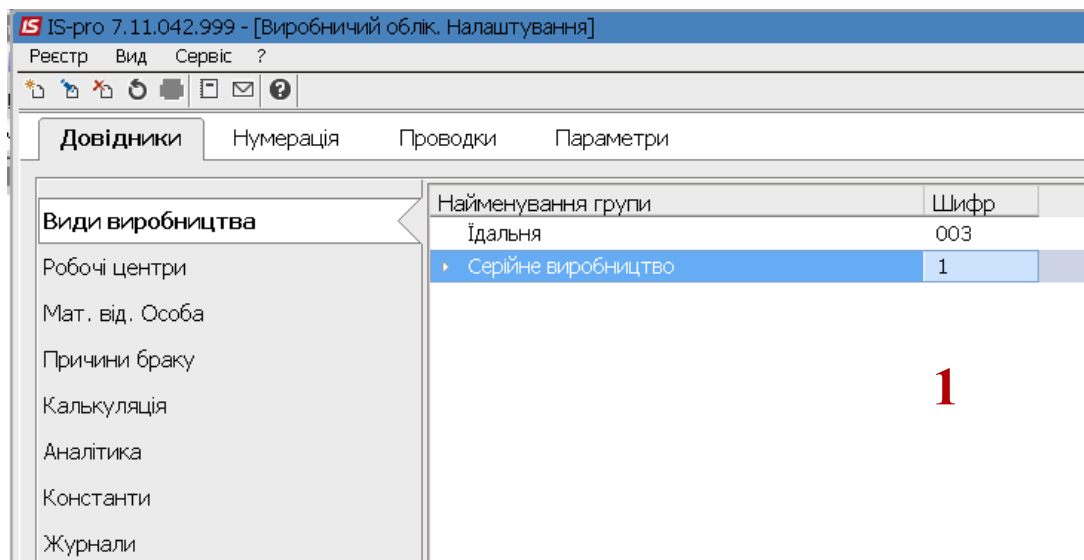 IS-pro 7.11.042.999 - [Виробничий облік. Налаштування]
Реєстр Вид Сервіс ?
Довідники Нумерація Проводки Параметри
Найменування групи Шифр
Види виробництва
Їдальня 003
Робочі центри
Серійне виробництво 1
Мат. від. Особа
Причини браку
1
Калькуляція
Аналітика
Константи
Журнали